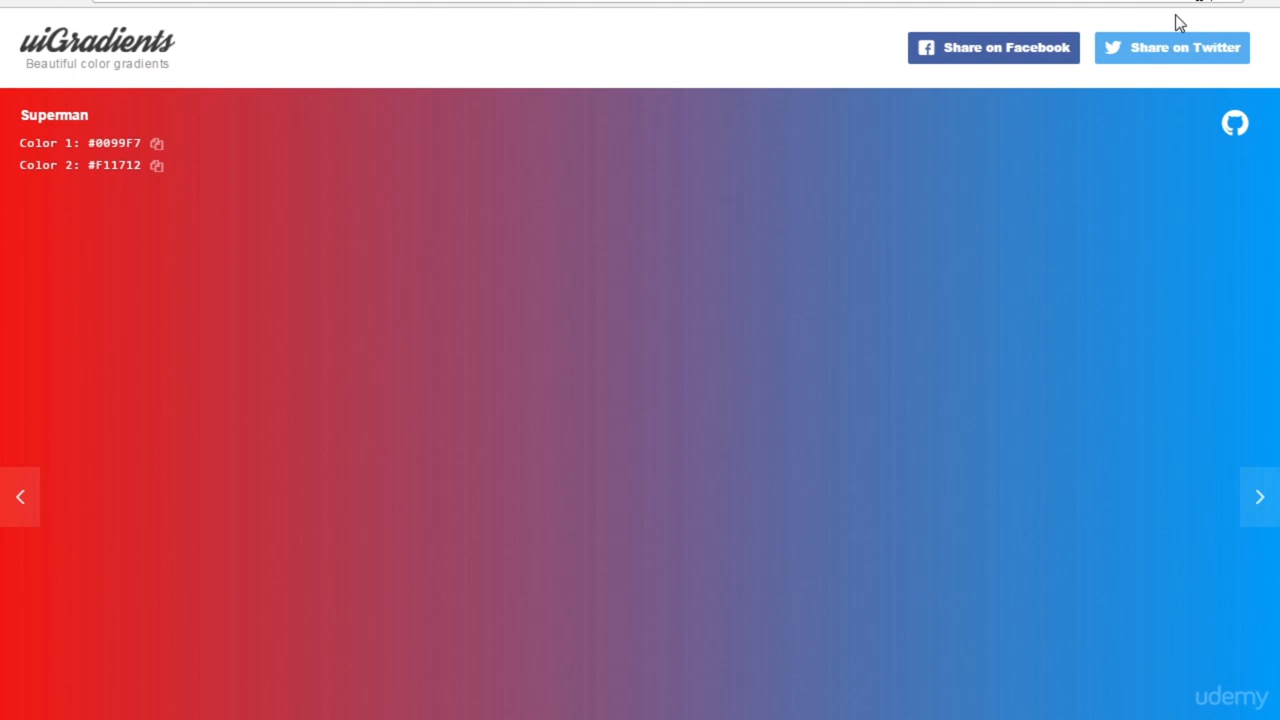 uiGradients
Beautiful color gradients
Share on Facebook
Share on Twitter
Superman
Color 1: #0099F7
Color 2: #F11712
udemy